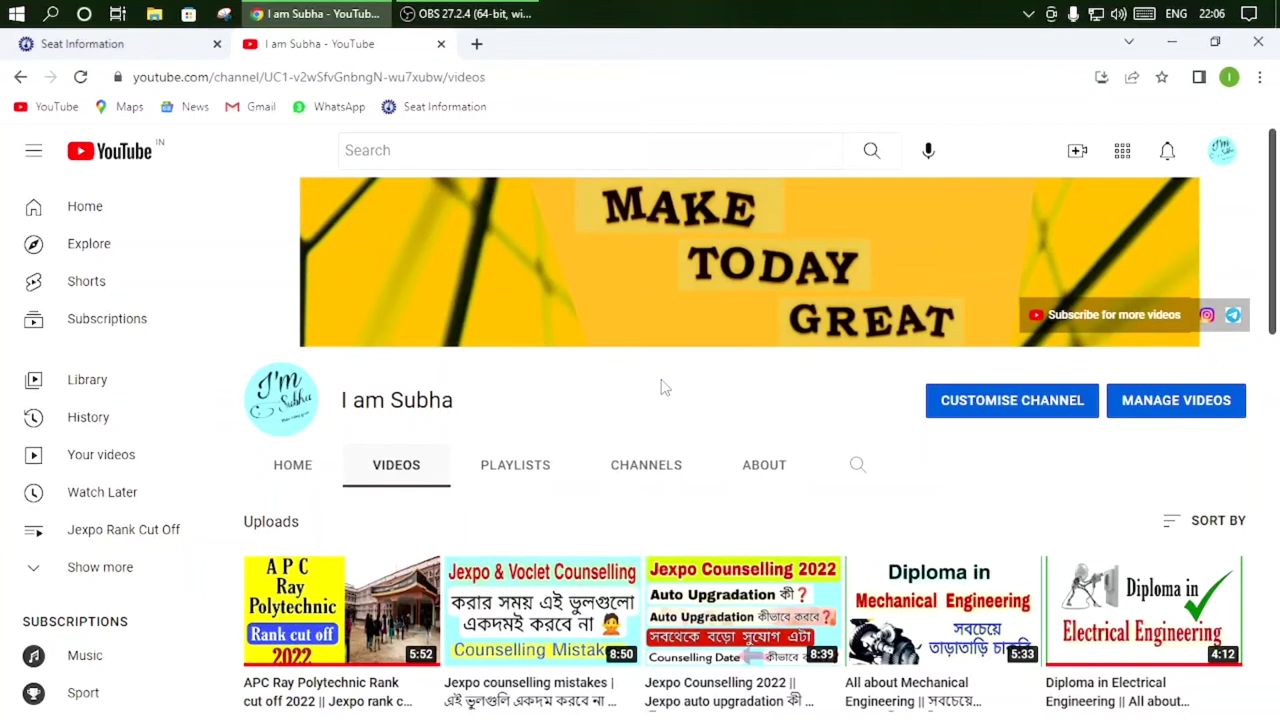 I am Subha - YouTub...
OBS 27.2.4 (64-bit, wi...
ENG
22:06
Seat Information
I am Subha - YouTube
youtube.com/channel/UC1-v2wSfvGnbngN-wu7xubw/videos
YouTube
Maps
News
Gmail
WhatsApp
Seat Information
YouTube IN
Search
Home
Explore
Shorts
Subscriptions
Library
History
Your videos
Watch Later
Jexpo Rank Cut Off
Show more
SUBSCRIPTIONS
Music
Sport
MAKE
TODAY
GREAT
Subscribe for more videos
I'm
Subha
I am Subha
CUSTOMISE CHANNEL
MANAGE VIDEOS
HOME
VIDEOS
PLAYLISTS
CHANNELS
ABOUT
Uploads
SORT BY
A P C
Ray
Polytechnic
Rank cut off
2022
5:52
APC Ray Polytechnic Rank
cut off 2022 || Jexpo rank c...
Jexpo & Voclet Counselling
করার সময় এই ভুলগুলো
একদমই করবে না
Counselling Mistak
8:50
Jexpo counselling mistakes |
এই ভুলগুলি একদম করবে না ...
Jexpo Counselling 2022
Auto Upgradation কী ?
Auto Upgradation কীভাবে করবে ?
সবথেকে বড়ো সুযোগ এটা
Counselling Date
কীভাবে
8:39
Jexpo Counselling 2022 ||
Jexpo auto upgradation কী ...
Diploma in
Mechanical Engineering
সবচেয়ে
তাড়াতাড়ি
5:33
All about Mechanical
Engineering || সবচেয়ে...
Diploma in
Electrical Engineering
4:12
Diploma in Electrical
Engineering || All about...